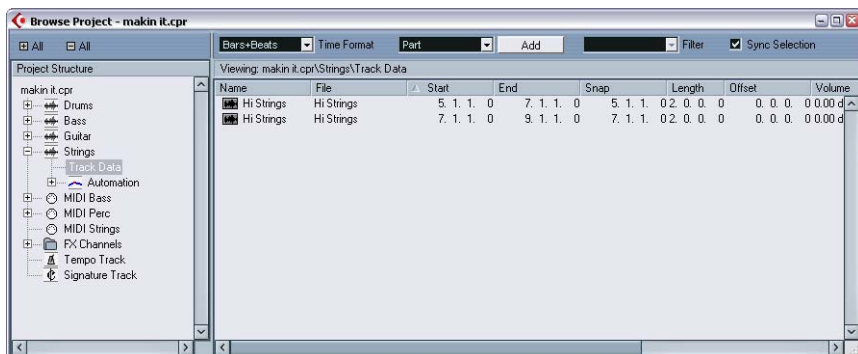 Browse Project - makin it.cpr
All All Bars+Beats Time Format Part Add Filter Sync Selection
Project Structure
Viewing: makin it.cpr\Strings\Track Data
makin it.cpr
Drums
Bass
Guitar
Strings
Track Data
Automation
MIDI Bass
MIDI Perc
MIDI Strings
FX Channels
Tempo Track
Signature Track
Name File Start End Snap Length Offset Volume
Hi Strings Hi Strings 5. 1. 1. 0 7. 1. 1. 0 5. 1. 1. 0 2. 0. 0. 0 0. 0. 0. 0 0.00 d
Hi Strings Hi Strings 7. 1. 1. 0 9. 1. 1. 0 7. 1. 1. 0 2. 0. 0. 0 0. 0. 0. 0 0.00 d